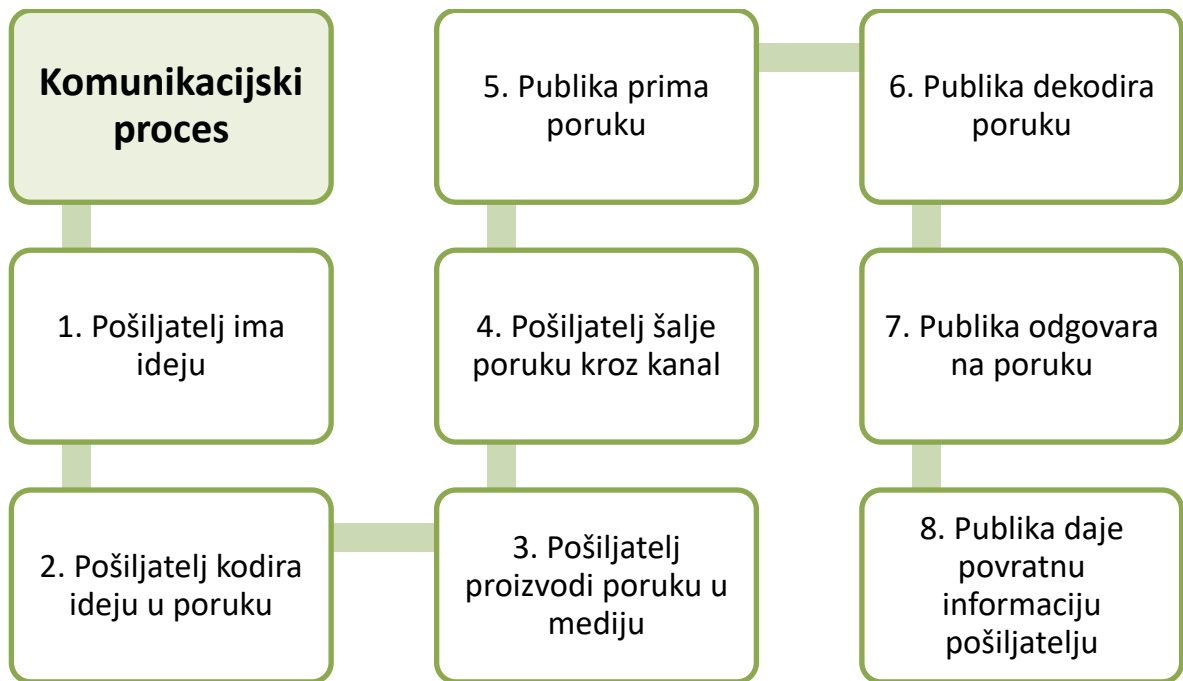 Komunikacijski
proces
1. Pošiljatelj ima
ideju
2. Pošiljatelj kodira
ideju u poruku
3. Pošiljatelj
proizvodi poruku u
mediju
4. Pošiljatelj šalje
poruku kroz kanal
5. Publika prima
poruku
6. Publika dekodira
poruku
7. Publika odgovara
na poruku
8. Publika daje
povratnu
informaciju
pošiljatelju